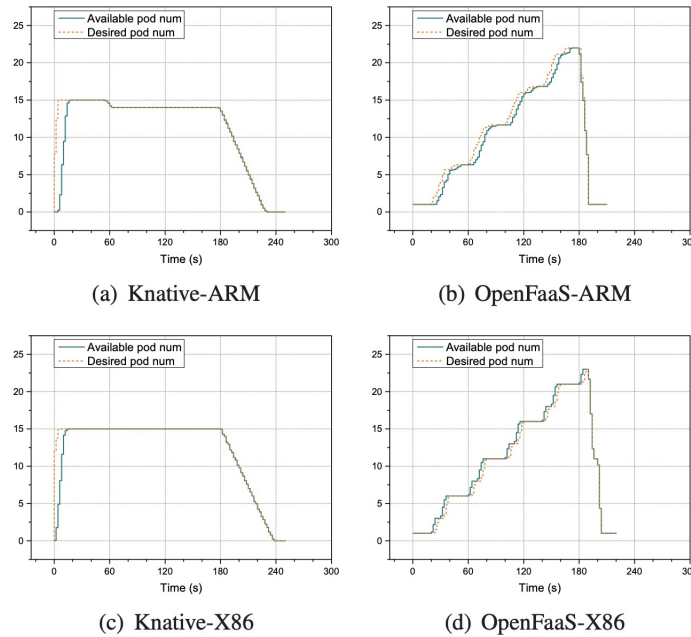 Available pod num
Desired pod num
25
20
15
10
5
0
0 60 120 180 240 300
Time (s)
(a) Knative-ARM
Available pod num
Desired pod num
25
20
15
10
5
0
0 60 120 180 240 30
Time (s)
(b) OpenFaaS-ARM
Available pod num
Desired pod num
25
20
15
10
5
0
0 60 120 180 240 300
Time (s)
(c) Knative-X86
Available pod num
Desired pod num
25
20
15
10
5
0
0 60 120 180 240 30
Time (s)
(d) OpenFaaS-X86